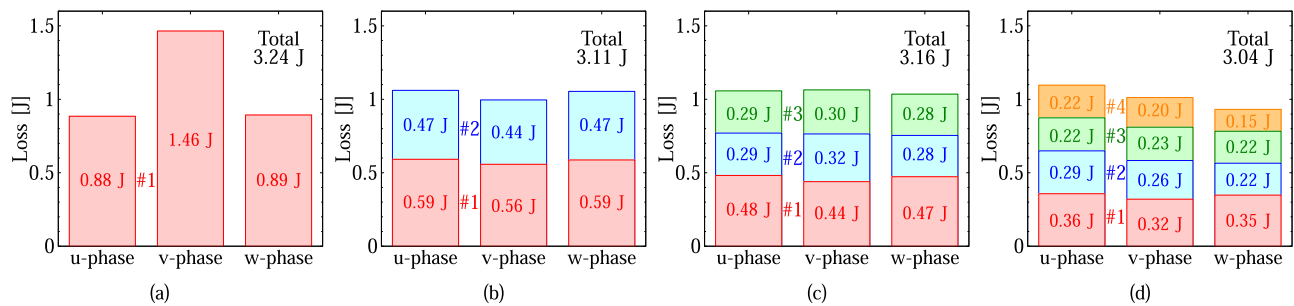 1.5
1
0.5
0
Loss [J]
Total
3.24 J
0.88 J
#1
1.46 J
0.89 J
u-phase
v-phase
w-phase
(a)
1.5
1
0.5
0
Loss [J]
Total
3.11 J
0.47 J
#2
0.44 J
0.47 J
0.59 J
#1
0.56 J
0.59 J
u-phase
v-phase
w-phase
(b)
1.5
1
0.5
0
Loss [J]
Total
3.16 J
0.29 J
#3
0.30 J
0.28 J
0.29 J
#2
0.32 J
0.28 J
0.48 J
#1
0.44 J
0.47 J
u-phase
v-phase
w-phase
(c)
1.5
1
0.5
0
Loss [J]
Total
3.04 J
0.22 J
#4
0.20 J
0.15 J
0.22 J
#3
0.23 J
0.22 J
0.29 J
#2
0.26 J
0.22 J
0.36 J
#1
0.32 J
0.35 J
u-phase
v-phase
w-phase
(d)